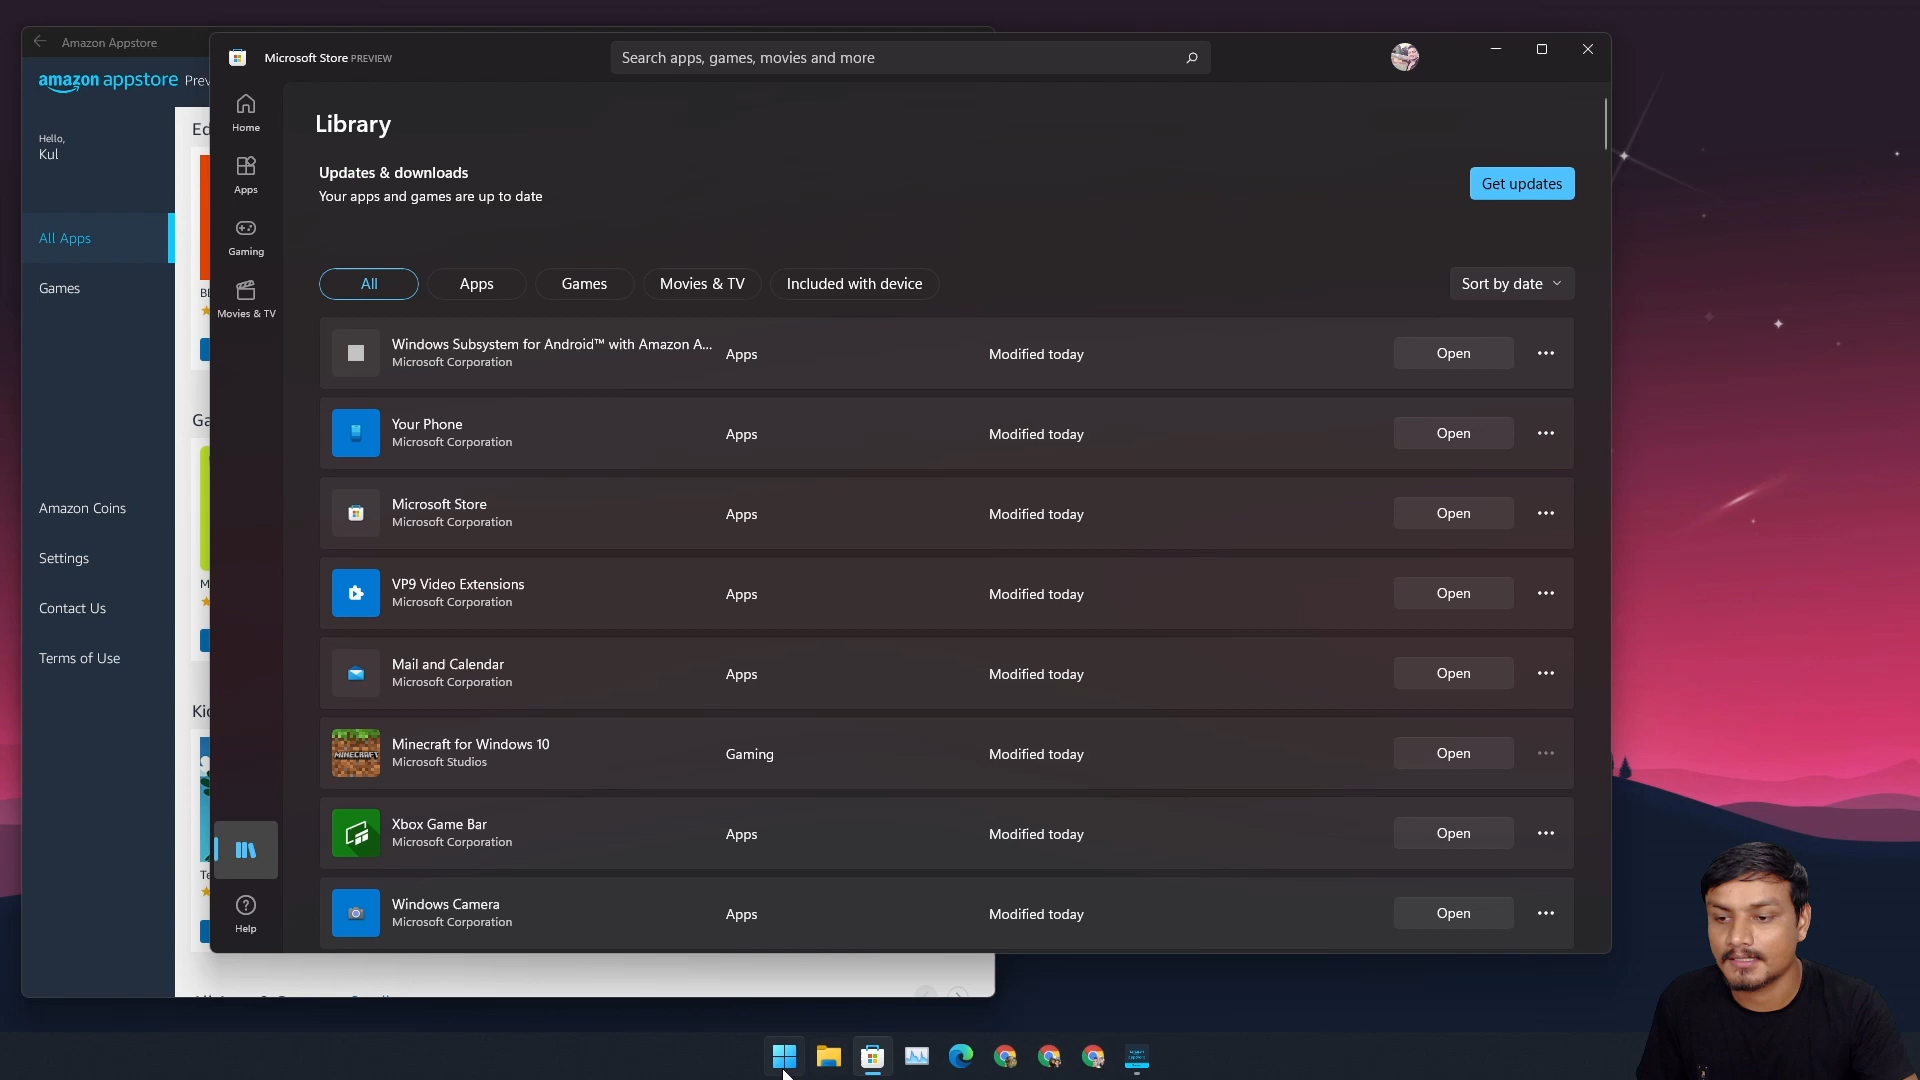 Amazon Appstore
amazon appstore
Hello,
Kul
All Apps
Games
Amazon Coins
Settings
Contact Us
Terms of Use
Microsoft Store PREVIEW
Search apps, games, movies and more
Home
Apps
Gaming
Movies & TV
Help
Library
Updates & downloads
Your apps and games are up to date
Get updates
All
Apps
Games
Movies & TV
Included with device
Sort by date
Windows Subsystem for Android™ with Amazon A...
Microsoft Corporation
Apps
Modified today
Open
Your Phone
Microsoft Corporation
Apps
Modified today
Open
Microsoft Store
Microsoft Corporation
Apps
Modified today
Open
VP9 Video Extensions
Microsoft Corporation
Apps
Modified today
Open
Mail and Calendar
Microsoft Corporation
Apps
Modified today
Open
MINECRAFT
Minecraft for Windows 10
Microsoft Studios
Gaming
Modified today
Open
Xbox Game Bar
Microsoft Corporation
Apps
Modified today
Open
Windows Camera
Microsoft Corporation
Apps
Modified today
Open